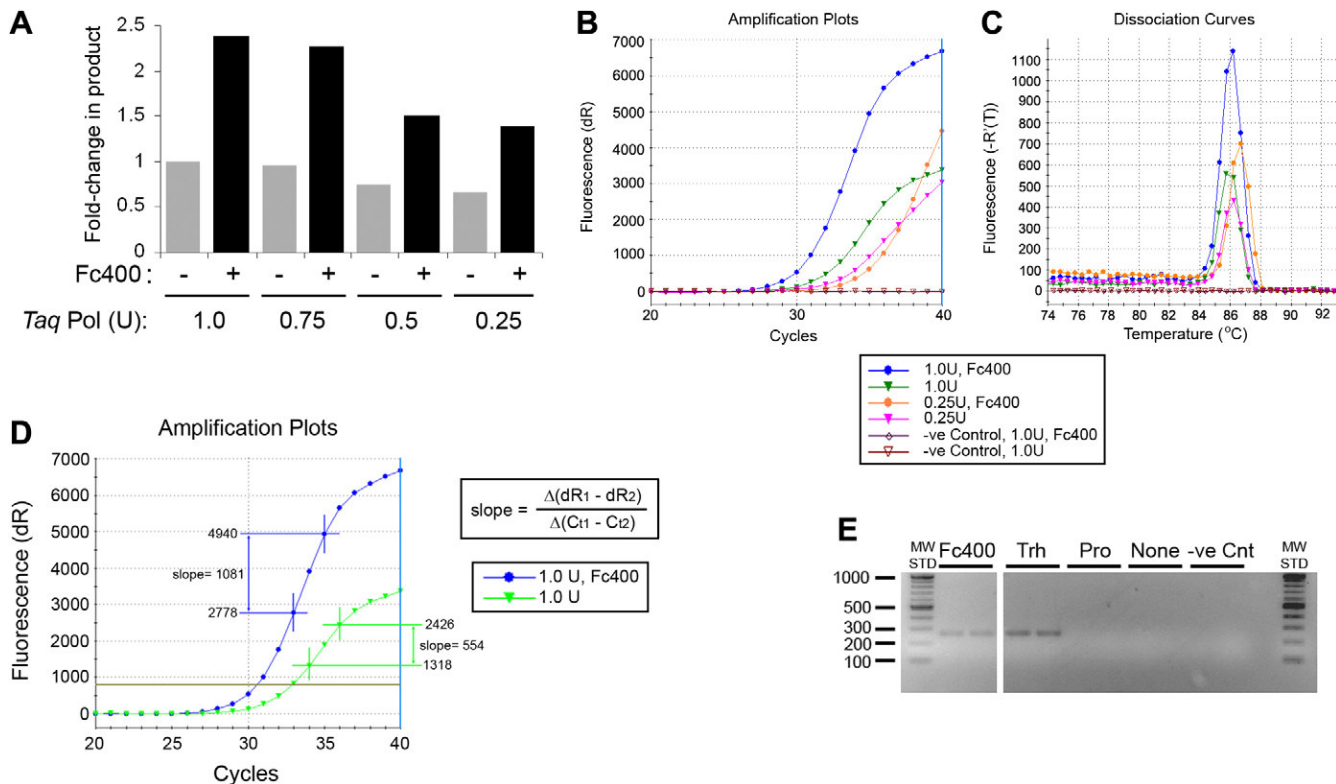 A
Fold-change in product
2.5
2
1.5
1
0.5
0
Fc400 : - + - + - + - +
Taq Pol (U): 1.0 0.75 0.5 0.25
B
Amplification Plots
Fluorescence (dR)
7000
6000
5000
4000
3000
2000
1000
0
20 30 40
Cycles
C
Dissociation Curves
Fluorescence (-R'(T))
1100
1000
900
800
700
600
500
400
300
200
100
0
74 76 78 80 82 84 86 88 90 92
Temperature (°C)
1.0U, Fc400
1.0U
0.25U, Fc400
0.25U
-ve Control, 1.0U, Fc400
-ve Control, 1.0U
D
Amplification Plots
Fluorescence (dR)
7000
6000
5000
4000
3000
2000
1000
0
4940
slope= 1081
2778
2426
slope= 554
1318
20 25 30 35 40
Cycles
slope = Δ(dR1 - dR2)
Δ(Ct1 - Ct2)
1.0 U, Fc400
1.0 U
E
MW STD Fc400 Trh Pro None -ve Cnt MW STD
1000
500
300
200
100